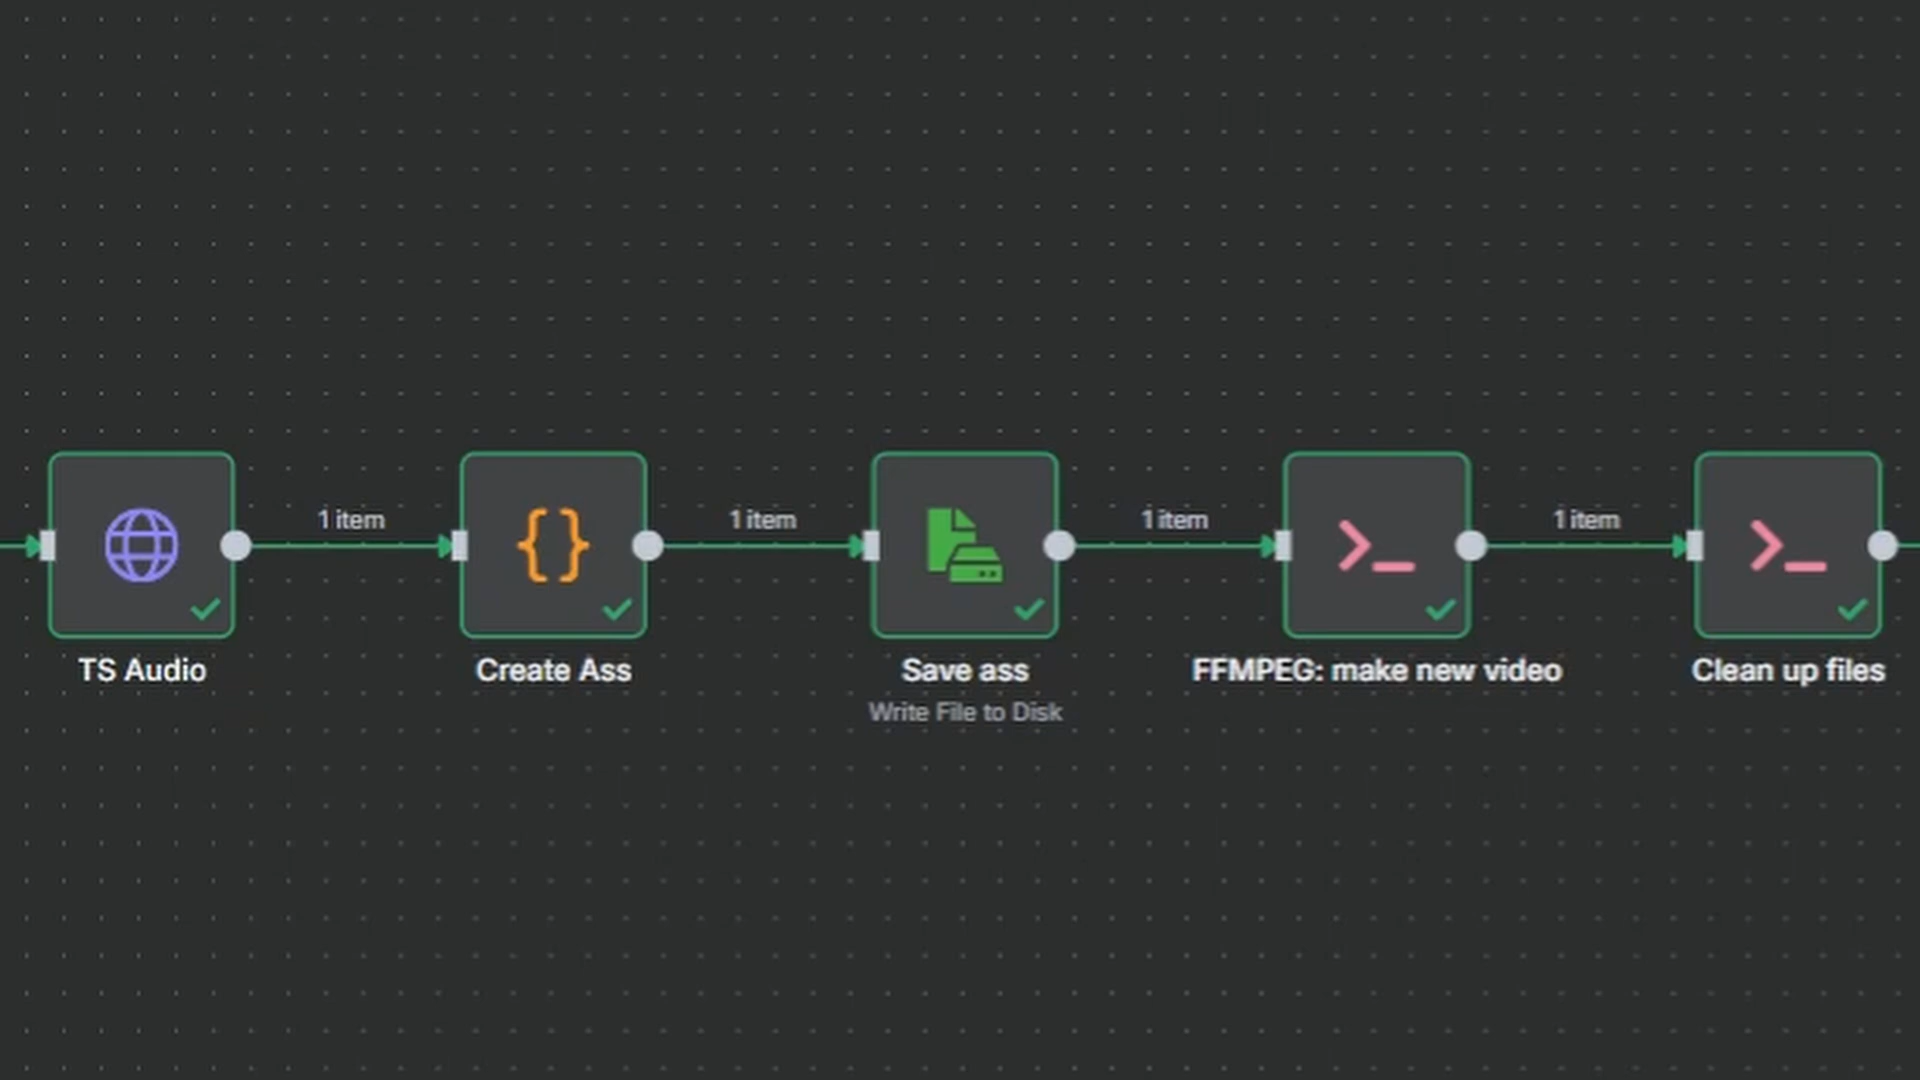 1 item
1 item
1 item
1 item
TS Audio
Create Ass
Save ass
FFMPEG: make new video
Clean up files
Write File to Disk